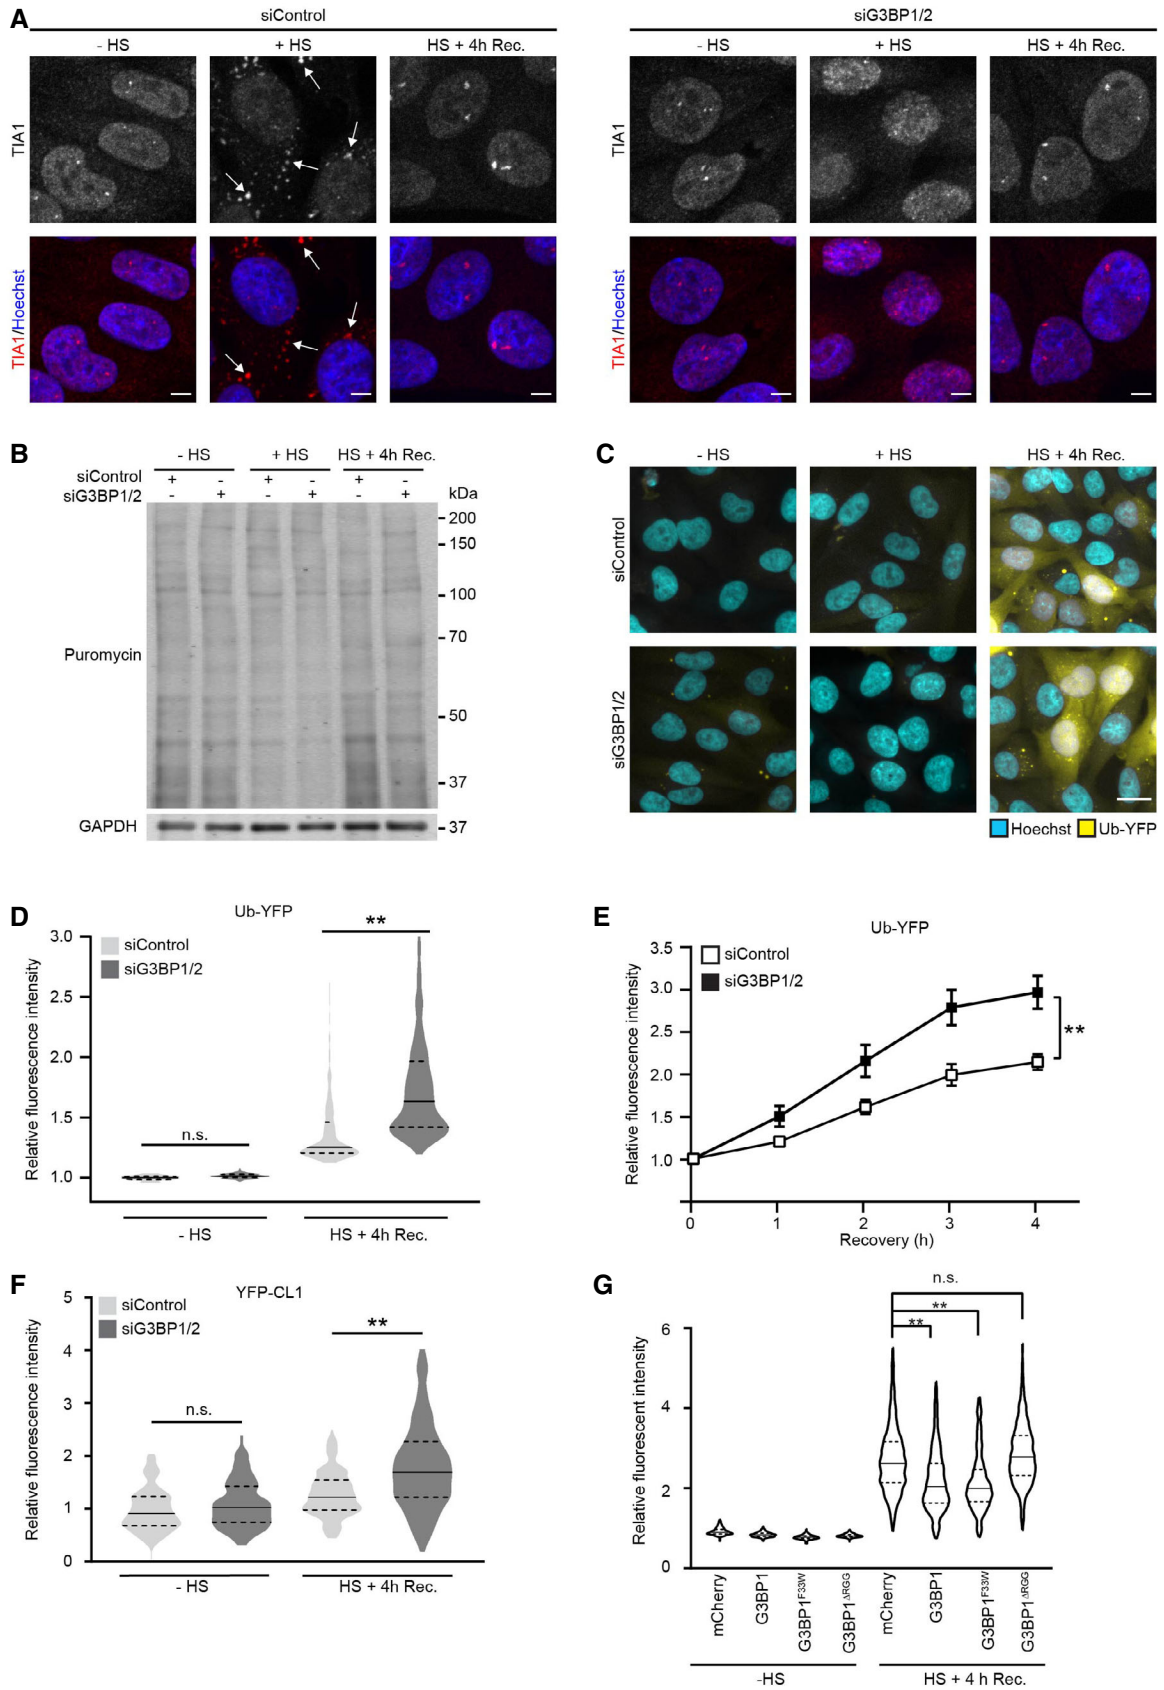 A
siControl
- HS
+ HS
HS + 4h Rec.
siG3BP1/2
- HS
+ HS
HS + 4h Rec.
TIA1
TIA1/Hoechst
TIA1
TIA1/Hoechst
B
- HS
+ HS
HS + 4h Rec.
siControl + - + - + -
siG3BP1/2 - + - + - +
kDa
200
150
100
70
50
37
Puromycin
GAPDH
37
C
- HS
+ HS
HS + 4h Rec.
siControl
siG3BP1/2
Hoechst
Ub-YFP
D
Ub-YFP
Relative fluorescence intensity
3.0
2.5
2.0
1.5
1.0
siControl
siG3BP1/2
n.s.
**
- HS
HS + 4h Rec.
E
Ub-YFP
Relative fluorescence intensity
3.5
3.0
2.5
2.0
1.5
1.0
siControl
siG3BP1/2
**
0 1 2 3 4
Recovery (h)
F
YFP-CL1
Relative fluorescence intensity
5
4
3
2
1
0
siControl
siG3BP1/2
n.s.
**
- HS
HS + 4h Rec.
G
Relative fluorescent intensity
6
4
2
0
n.s.
**
**
mCherry
G3BP1
G3BP1F33W
G3BP1ΔRGG
mCherry
G3BP1
G3BP1F33W
G3BP1ΔRGG
-HS
HS + 4 h Rec.